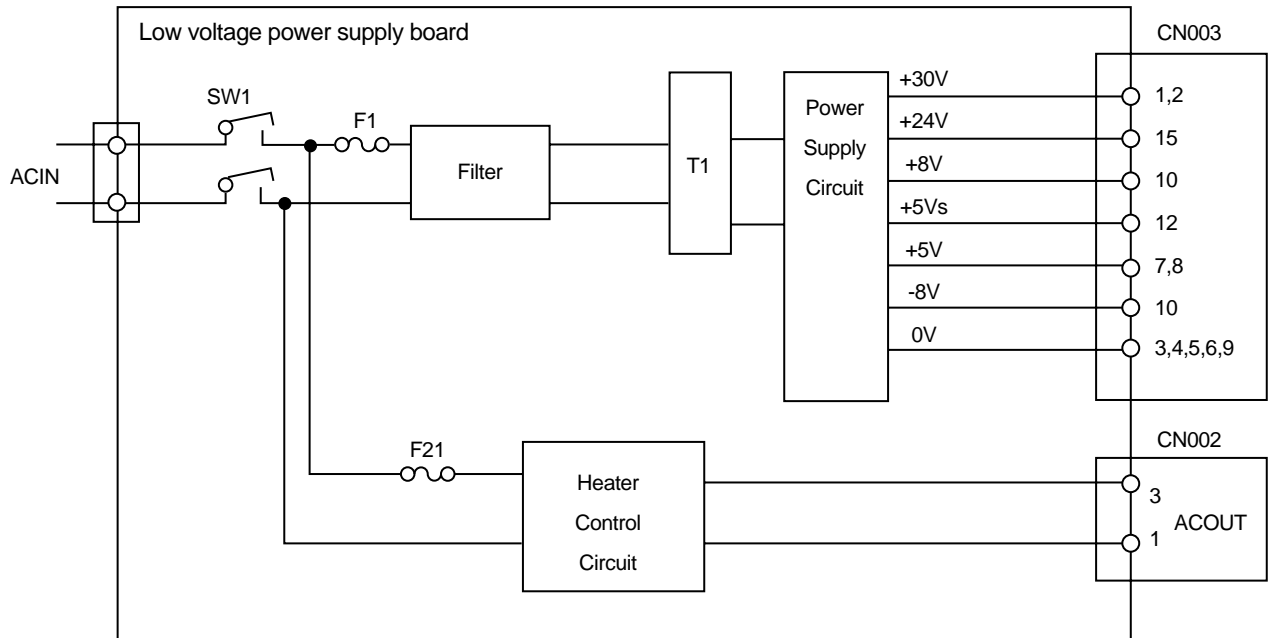 Low voltage power supply board
CN003
SW1
F1
ACIN
Filter
T1
Power
Supply
Circuit
+30V
1,2
+24V
15
+8V
10
+5Vs
12
+5V
7,8
-8V
10
0V
3,4,5,6,9
F21
Heater
Control
Circuit
CN002
3
ACOUT
1